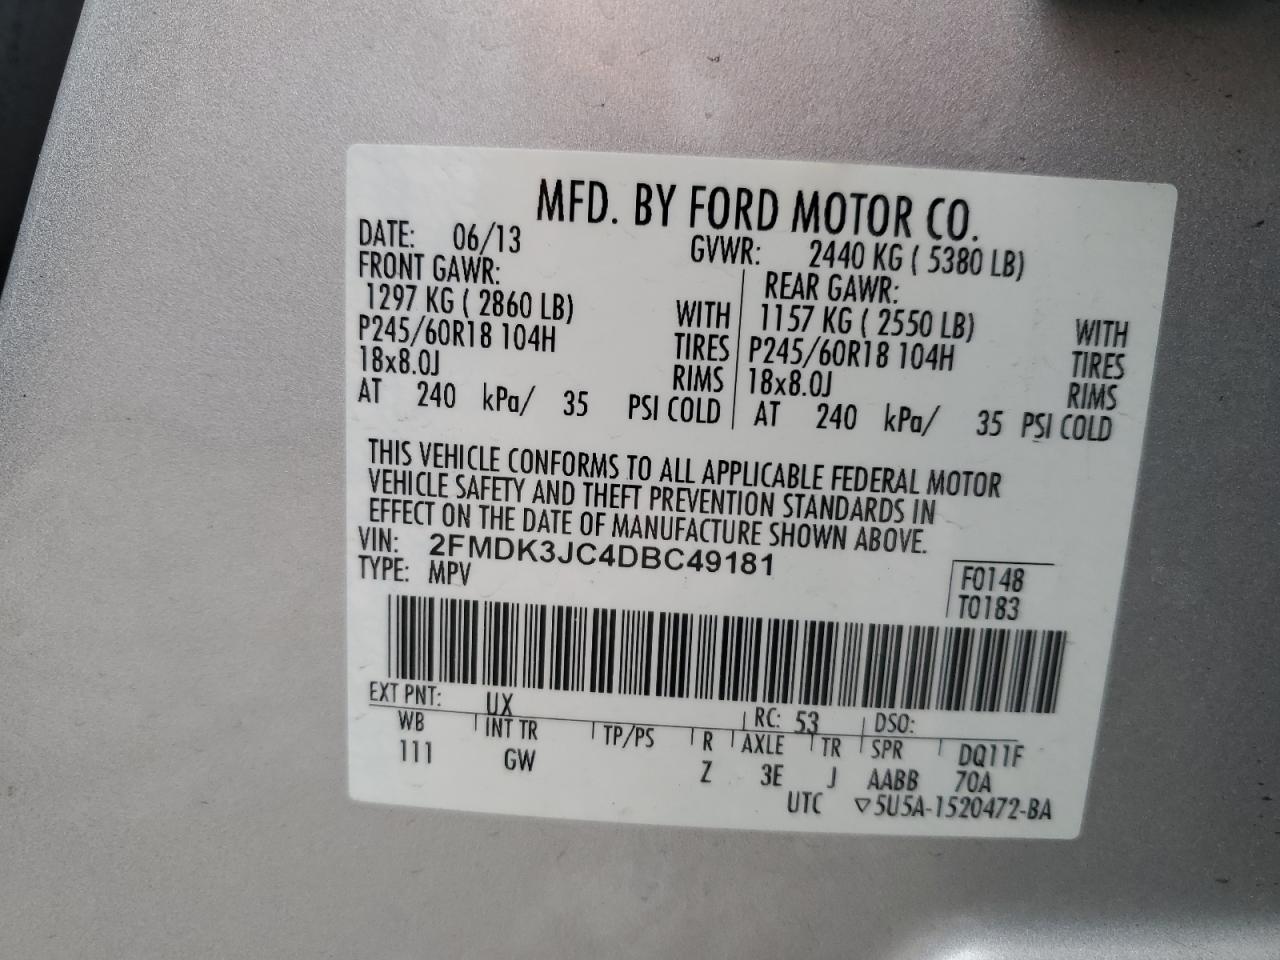 MFD. BY FORD MOTOR CO.
DATE: 06/13 GVWR: 2440 KG ( 5380 LB)
FRONT GAWR: REAR GAWR:
1297 KG ( 2860 LB) WITH 1157 KG ( 2550 LB) WITH
P245/60R18 104H TIRES P245/60R18 104H TIRES
18x8.0J RIMS 18x8.0J RIMS
AT 240 kPa/ 35 PSI COLD AT 240 kPa/ 35 PSI COLD
THIS VEHICLE CONFORMS TO ALL APPLICABLE FEDERAL MOTOR
VEHICLE SAFETY AND THEFT PREVENTION STANDARDS IN
EFFECT ON THE DATE OF MANUFACTURE SHOWN ABOVE.
VIN: 2FMDK3JC4DBC49181
TYPE: MPV
F0148
T0183
EXT PNT: UX RC: 53 DSO:
WB INT TR TP/PS R AXLE TR SPR DQ11F
111 GW Z 3E J AABB 70A
UTC ▽5U5A-1520472-BA